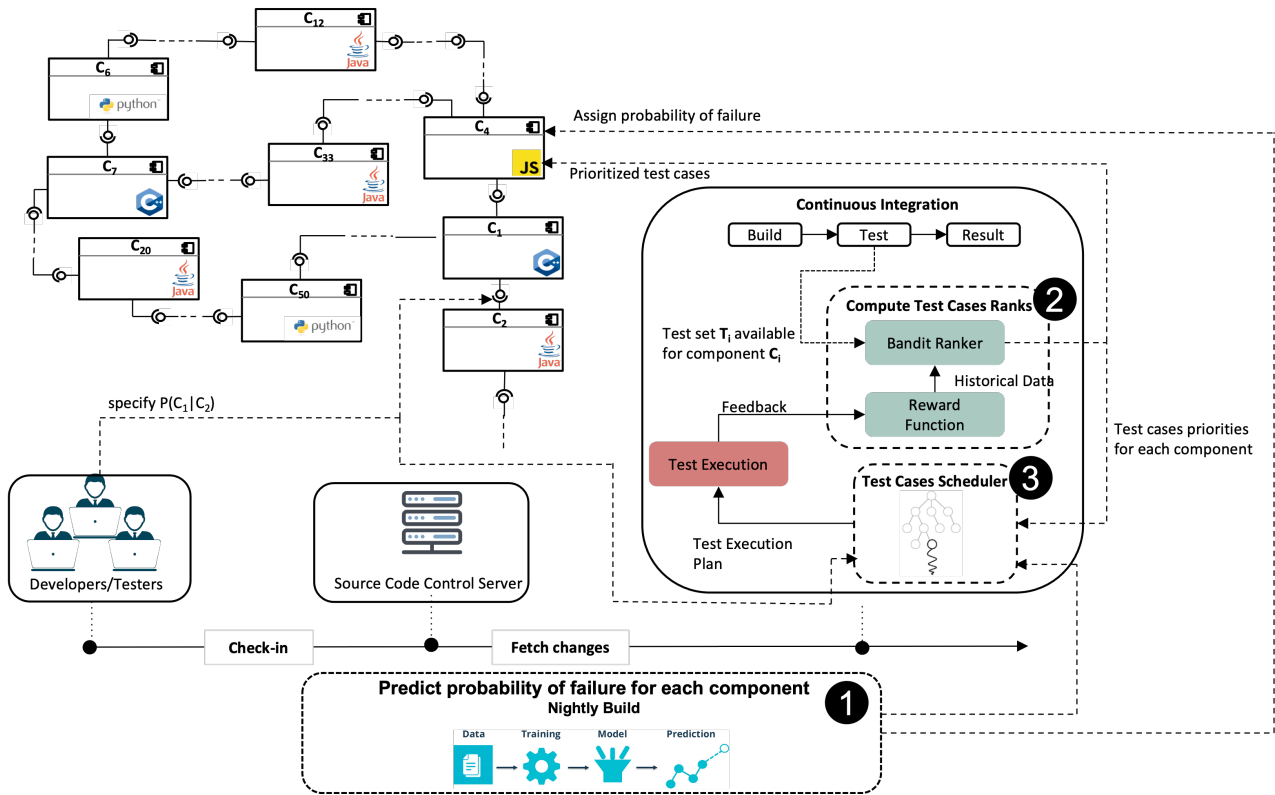 C12
Java
C6
python
C33
Java
C4
JS
C7
C++
C20
Java
C50
python
C1
C++
C2
Java
Assign probability of failure
Prioritized test cases
Continuous Integration
Build
Test
Result
2
Compute Test Cases Ranks
Bandit Ranker
Test set Ti available
for component Ci
Historical Data
Feedback
Reward
Function
Test cases priorities
for each component
Test Execution
3
Test Cases Scheduler
Test Execution
Plan
specify P(C1|C2)
Developers/Testers
Source Code Control Server
Check-in
Fetch changes
Predict probability of failure for each component
Nightly Build
1
Data
Training
Model
Prediction